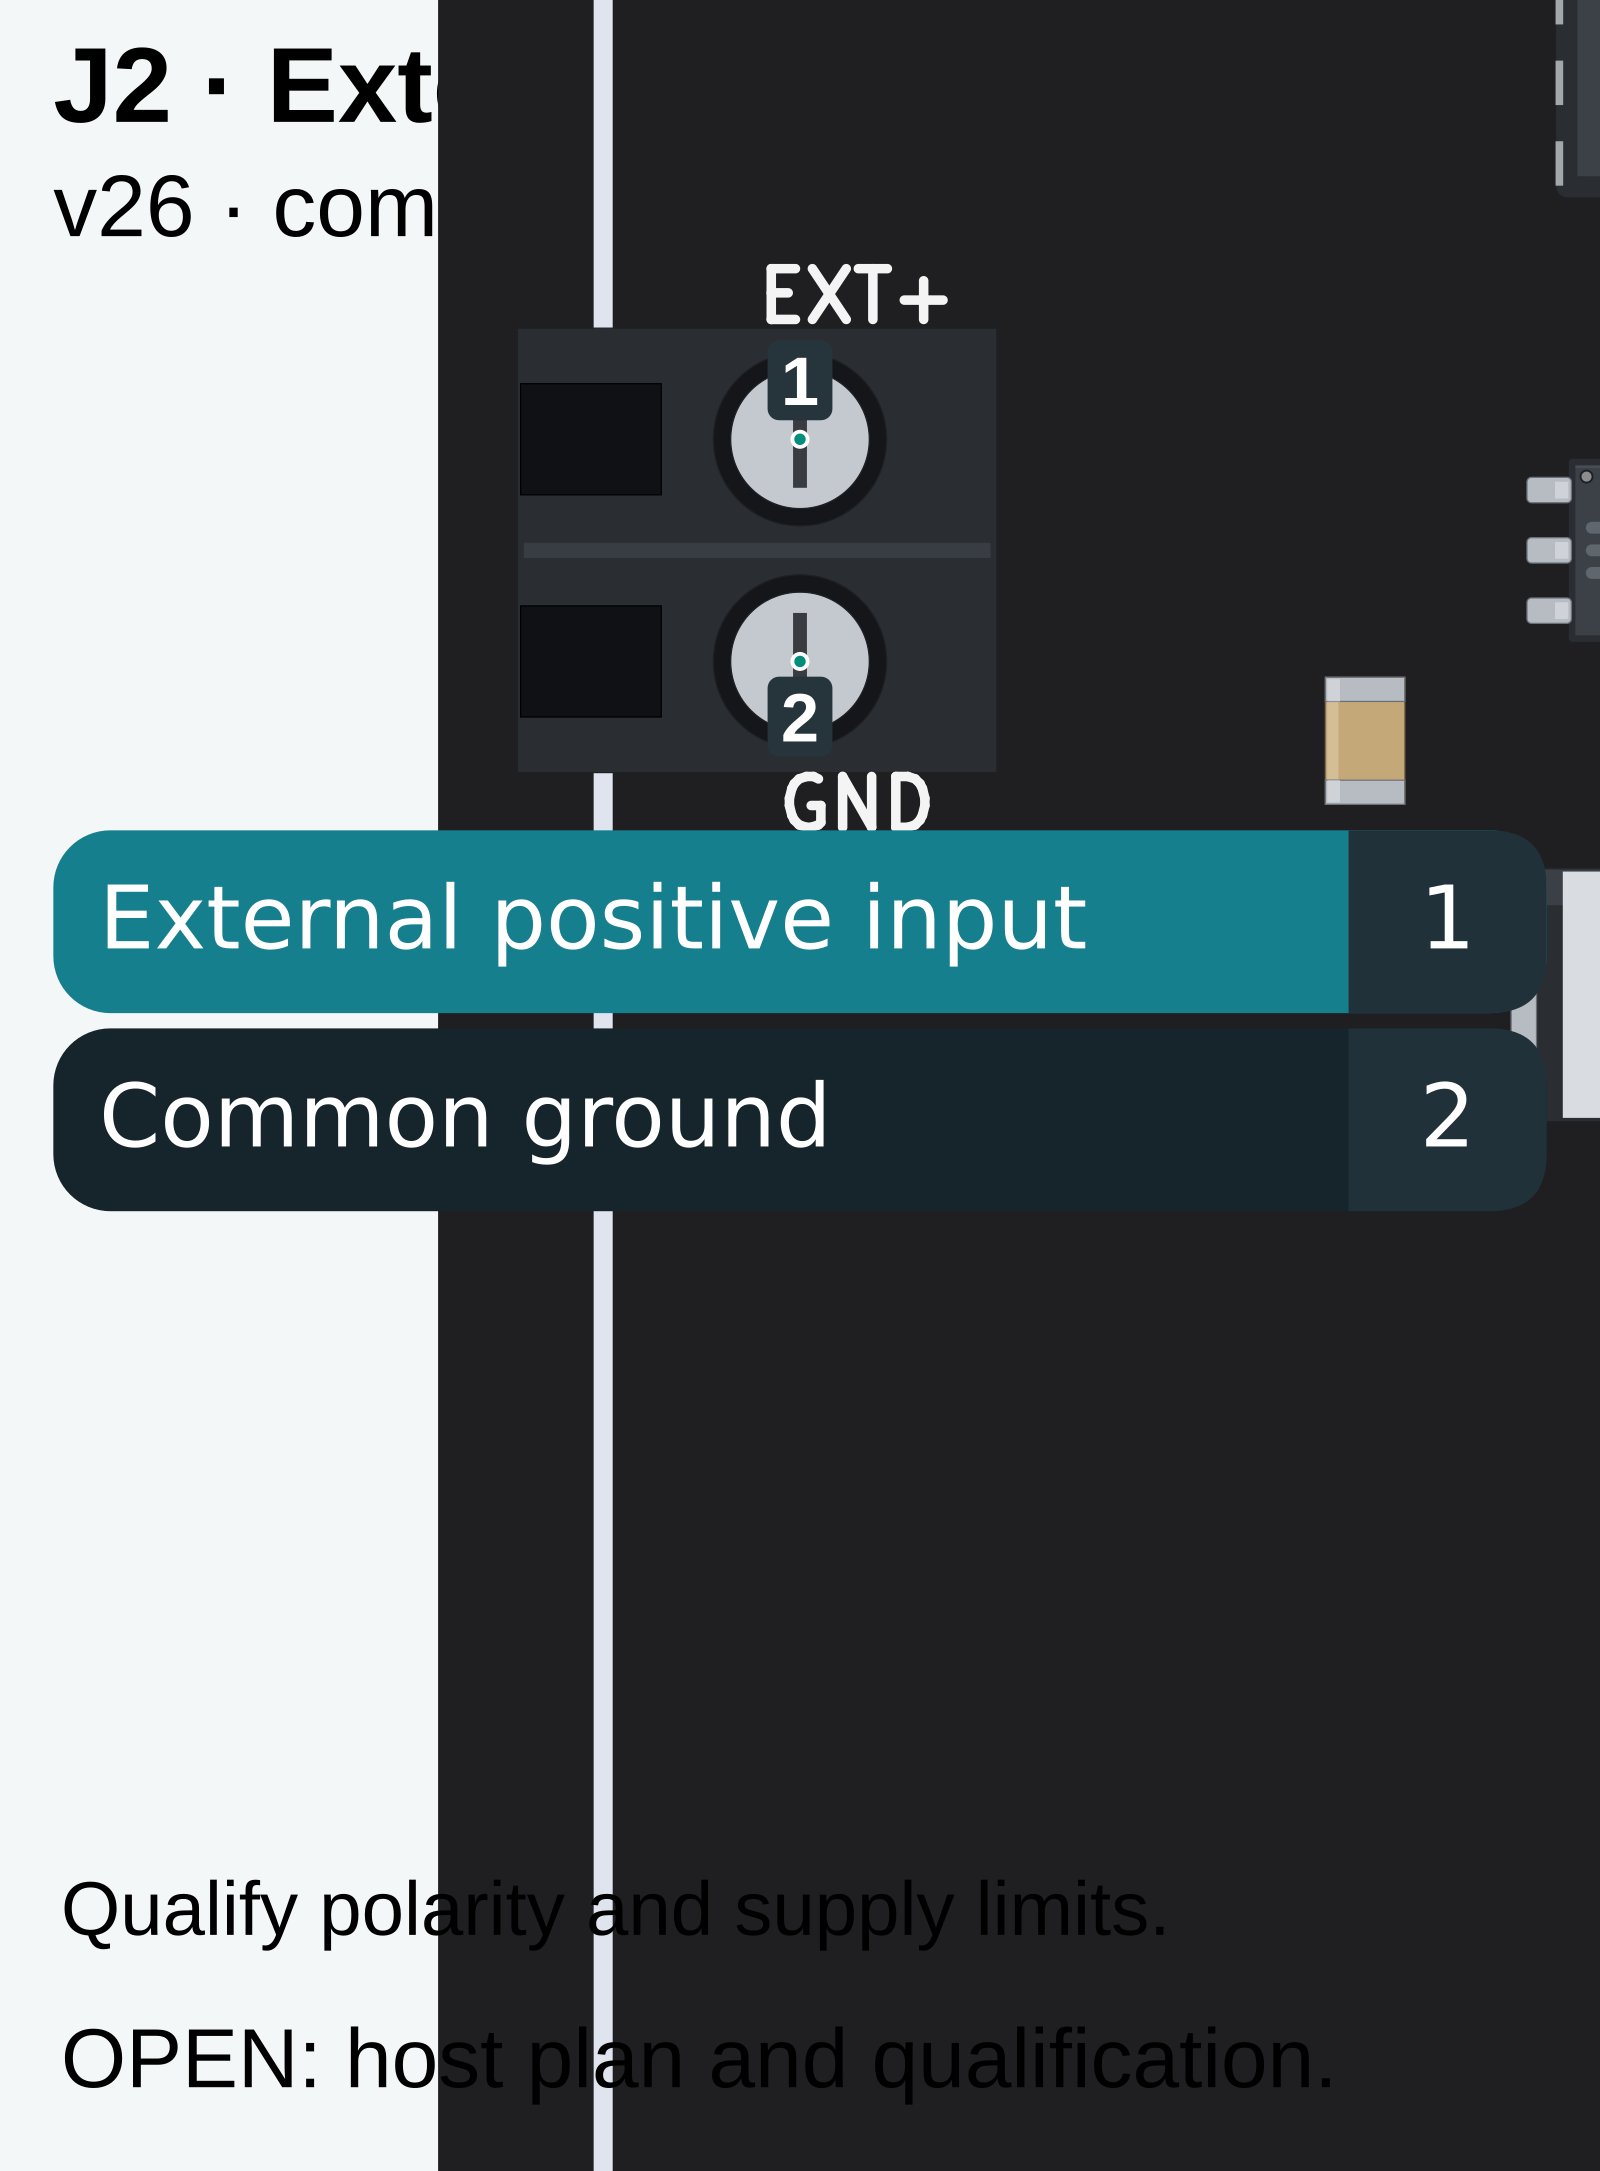 J2 · Ext
v26 · com
EXT+
1
2
GND
External positive input 1
Common ground 2
Qualify polarity and supply limits.
OPEN: host plan and qualification.